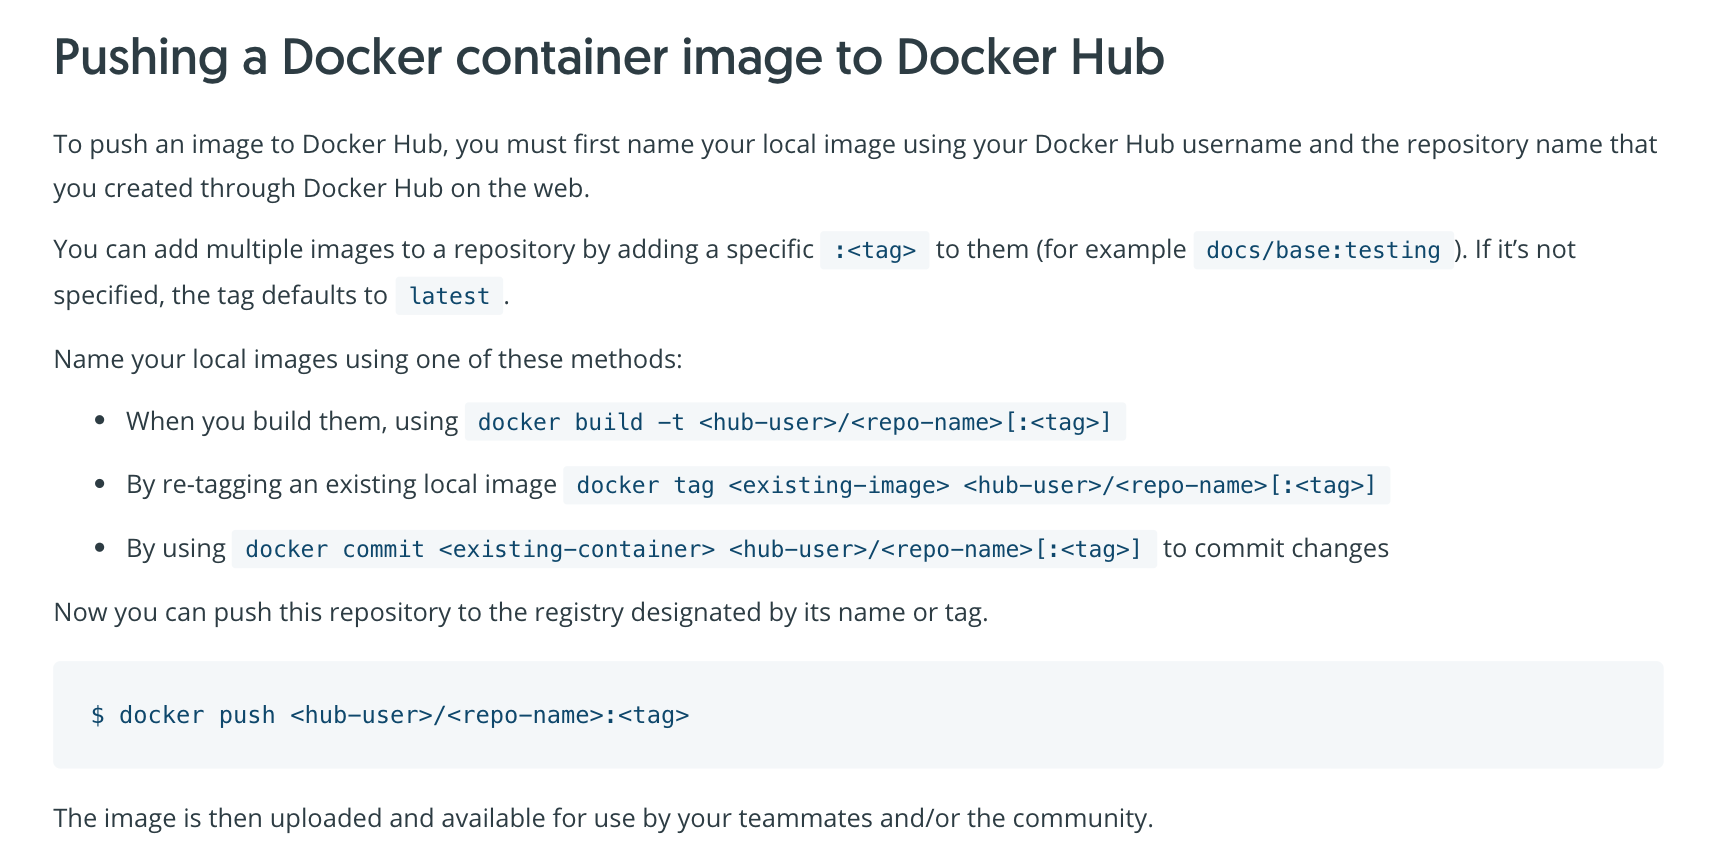 Pushing a Docker container image to Docker Hub
To push an image to Docker Hub, you must first name your local image using your Docker Hub username and the repository name that
you created through Docker Hub on the web.
You can add multiple images to a repository by adding a specific :<tag> to them (for example docs/base:testing). If it’s not
specified, the tag defaults to latest.
Name your local images using one of these methods:
• When you build them, using docker build -t <hub-user>/<repo-name>[:<tag>]
• By re-tagging an existing local image docker tag <existing-image> <hub-user>/<repo-name>[:<tag>]
• By using docker commit <existing-container> <hub-user>/<repo-name>[:<tag>] to commit changes
Now you can push this repository to the registry designated by its name or tag.
$ docker push <hub-user>/<repo-name>:<tag>
The image is then uploaded and available for use by your teammates and/or the community.